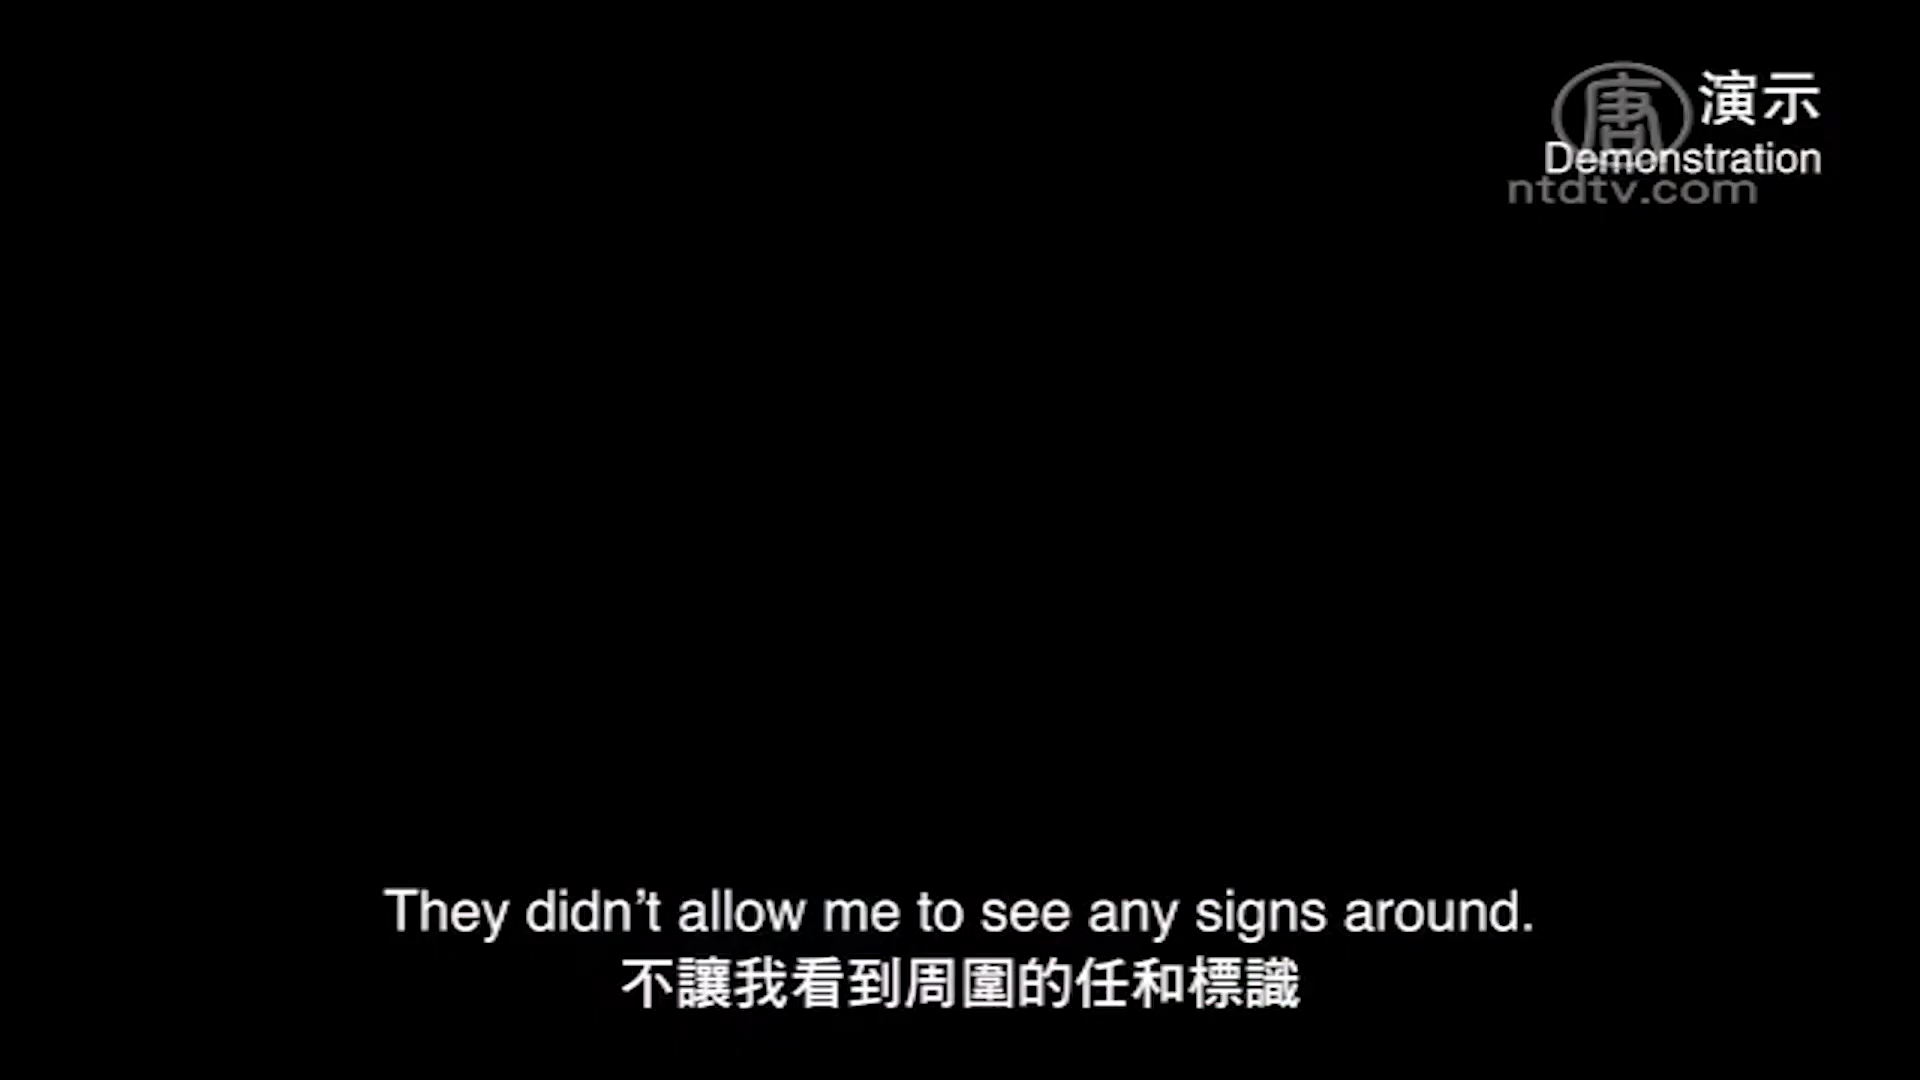 唐 演示
Demonstration
ntdtv.com
They didn't allow me to see any signs around.
不讓我看到周圍的任和標識